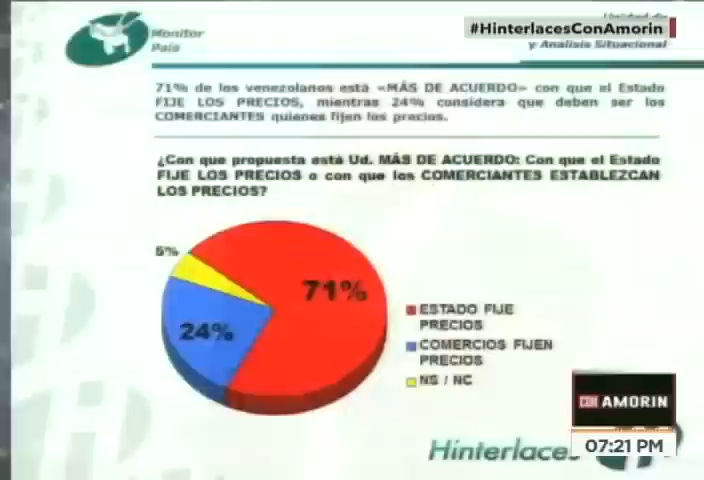 Monitor
País
#HinterlacesConAmorin
y Análisis Situacional
71% de los venezolanos está «MÁS DE ACUERDO» con que el Estado
FIJE LOS PRECIOS, mientras 24% considera que deben ser los
COMERCIANTES quienes fijen los precios.
¿Con que propuesta está Ud. MÁS DE ACUERDO: Con que el Estado
FIJE LOS PRECIOS o con que los COMERCIANTES ESTABLEZCAN
LOS PRECIOS?
5%
71%
24%
ESTADO FIJE
PRECIOS
COMERCIOS FIJEN
PRECIOS
NS / NC
CON AMORIN
Hinterlaces
07:21 PM